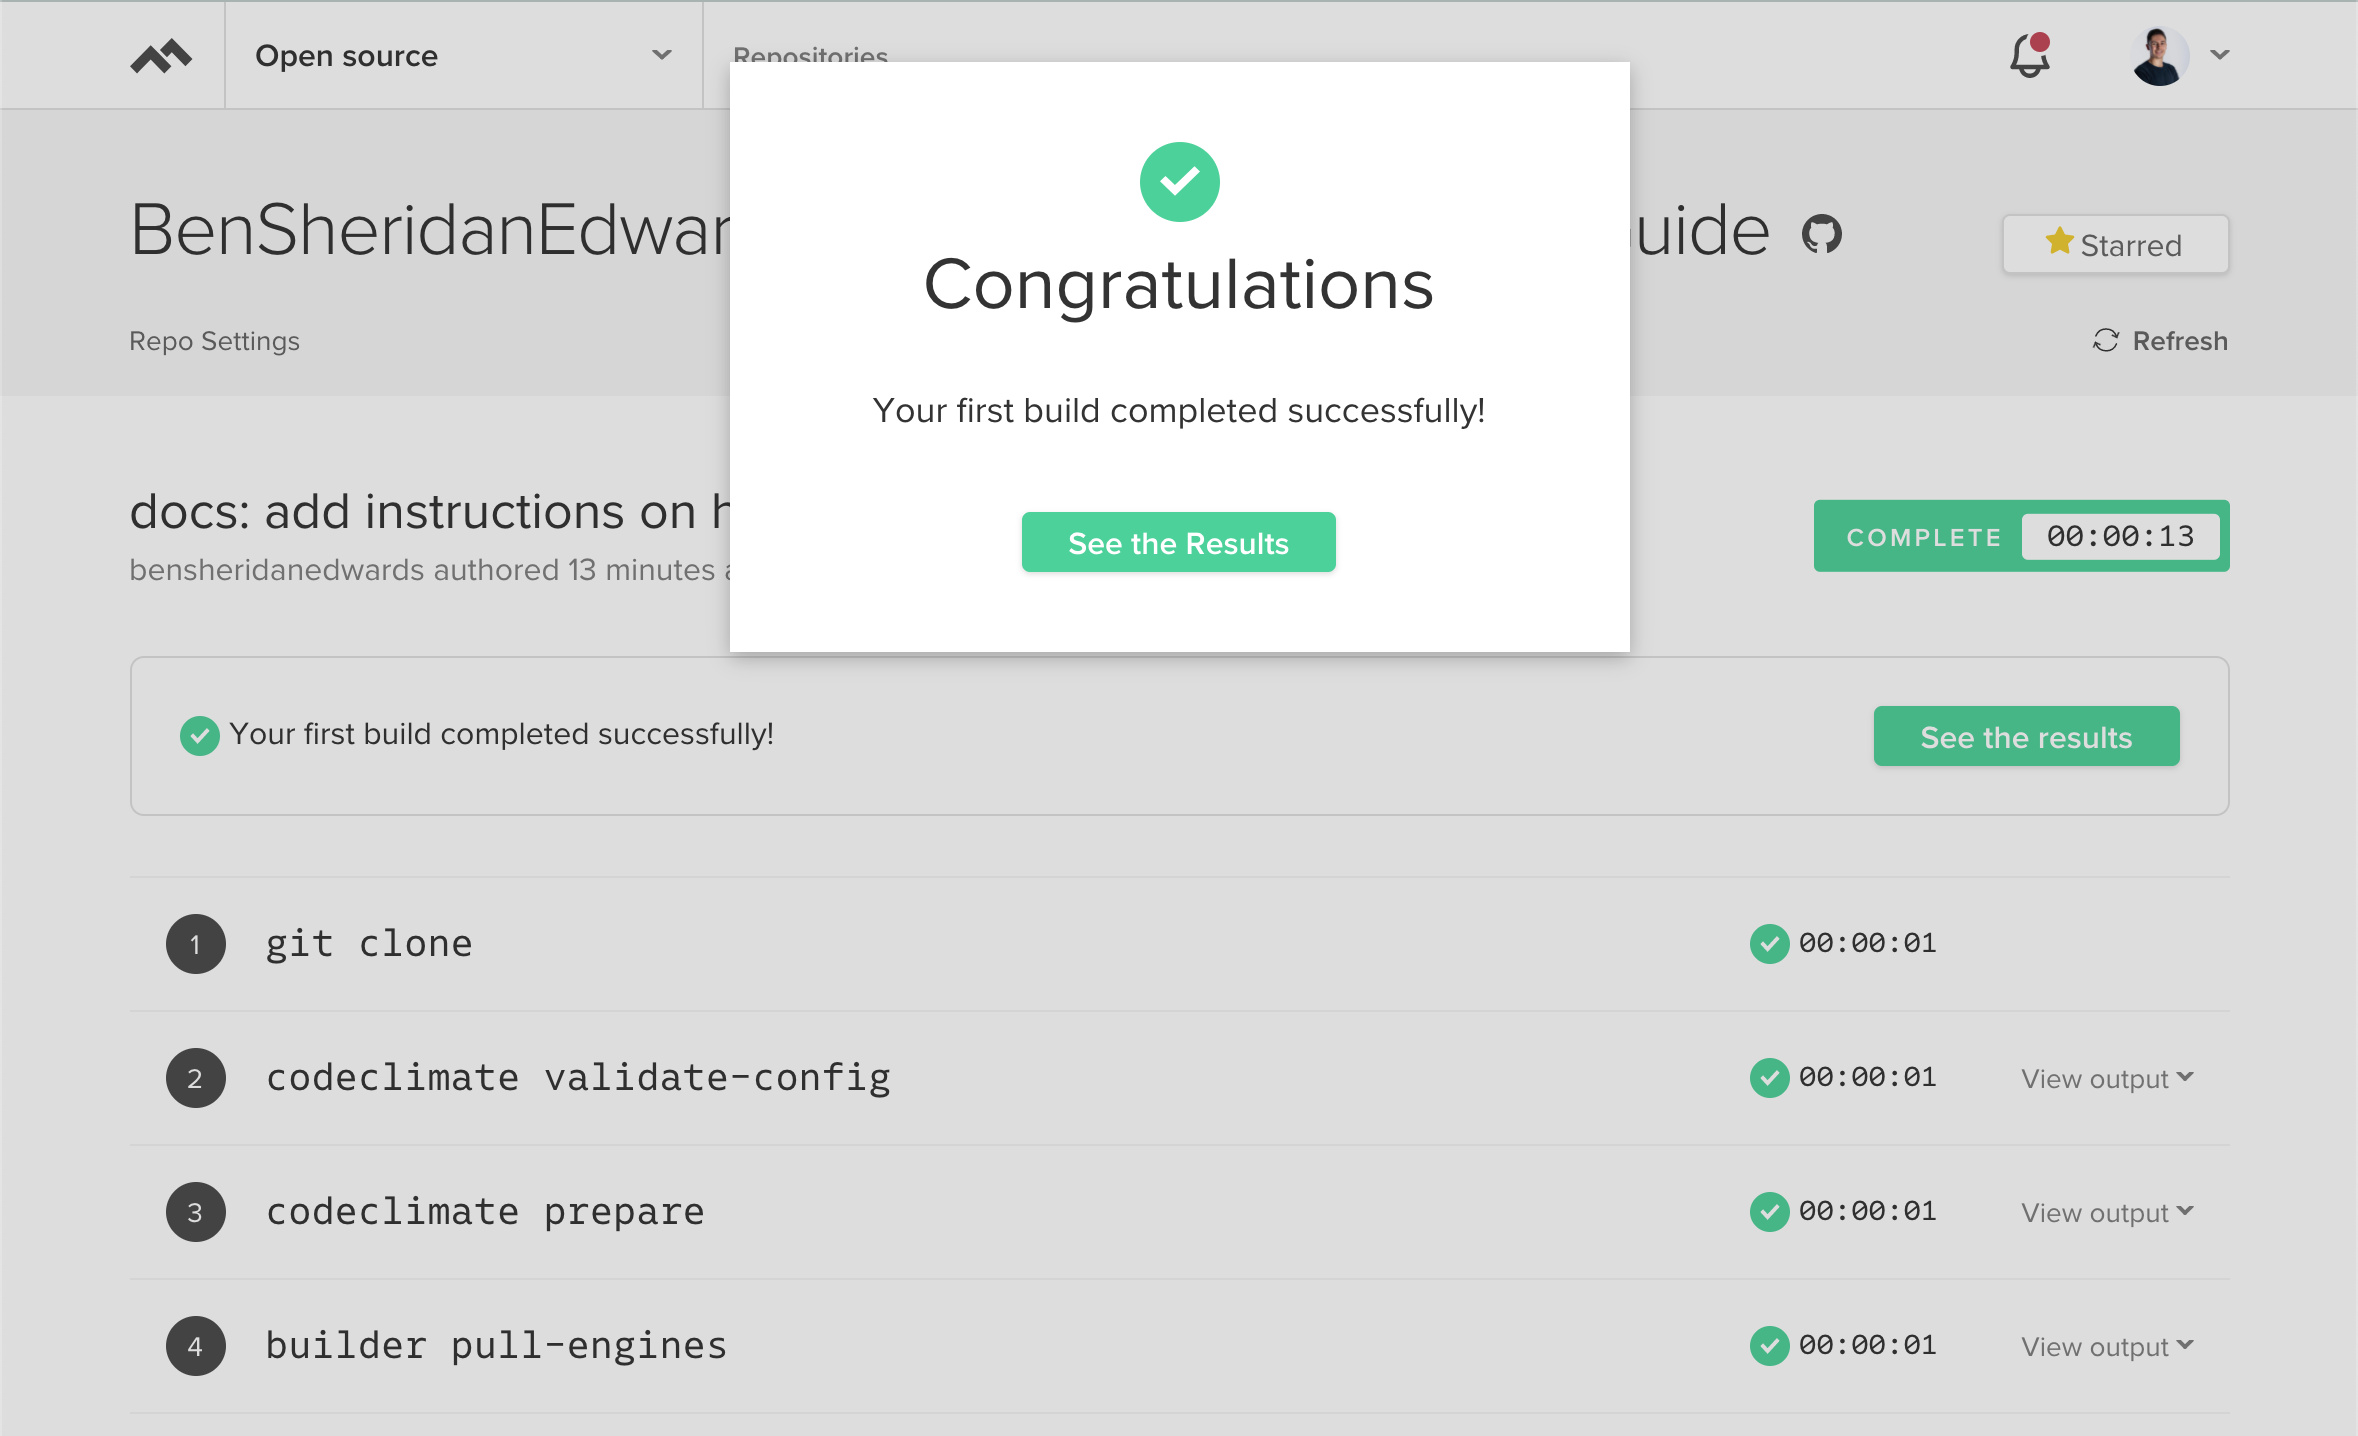 Open source
Repositories
BenSheridanEdwar
uide
Starred
Repo Settings
Refresh
Congratulations
Your first build completed successfully!
See the Results
docs: add instructions on h
bensheridanedwards authored 13 minutes a
COMPLETE 00:00:13
Your first build completed successfully!
See the results
1 git clone 00:00:01
2 codeclimate validate-config 00:00:01 View output
3 codeclimate prepare 00:00:01 View output
4 builder pull-engines 00:00:01 View output